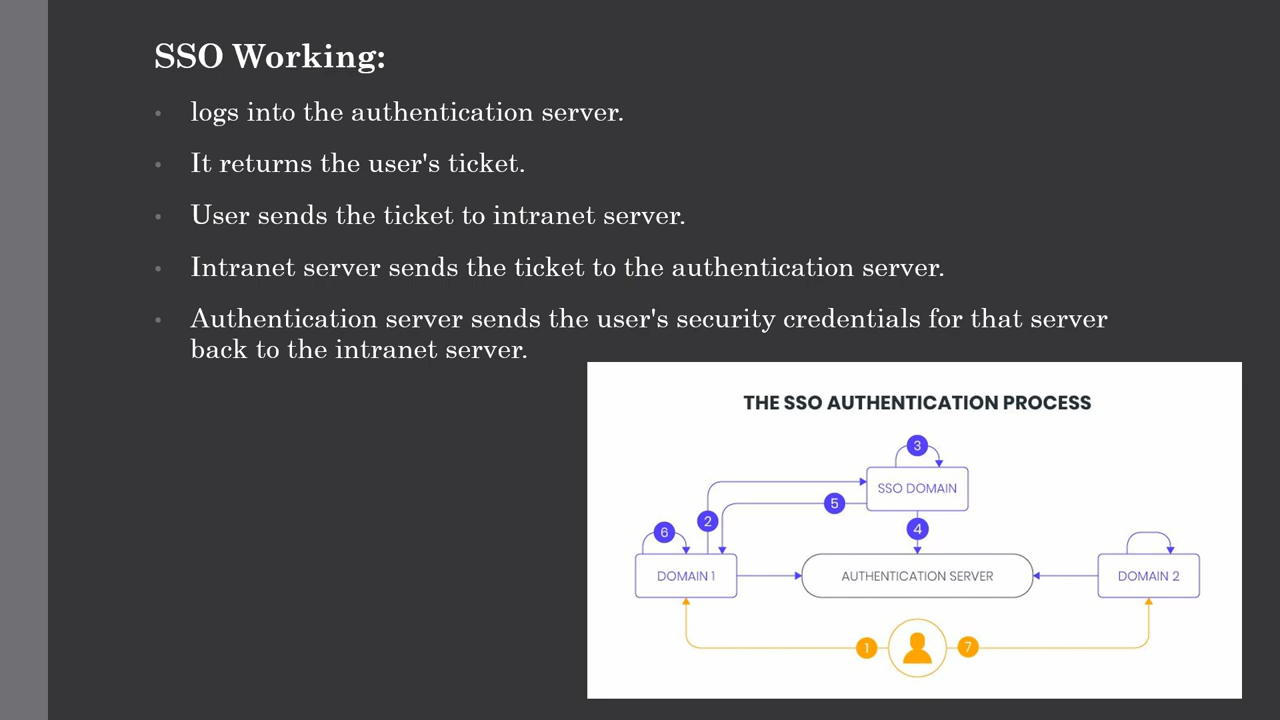 SSO Working:
logs into the authentication server.
It returns the user's ticket.
User sends the ticket to intranet server.
Intranet server sends the ticket to the authentication server.
Authentication server sends the user's security credentials for that server
back to the intranet server.
THE SSO AUTHENTICATION PROCESS
3
SSO DOMAIN
5
2
4
6
DOMAIN 1
AUTHENTICATION SERVER
DOMAIN 2
1
7